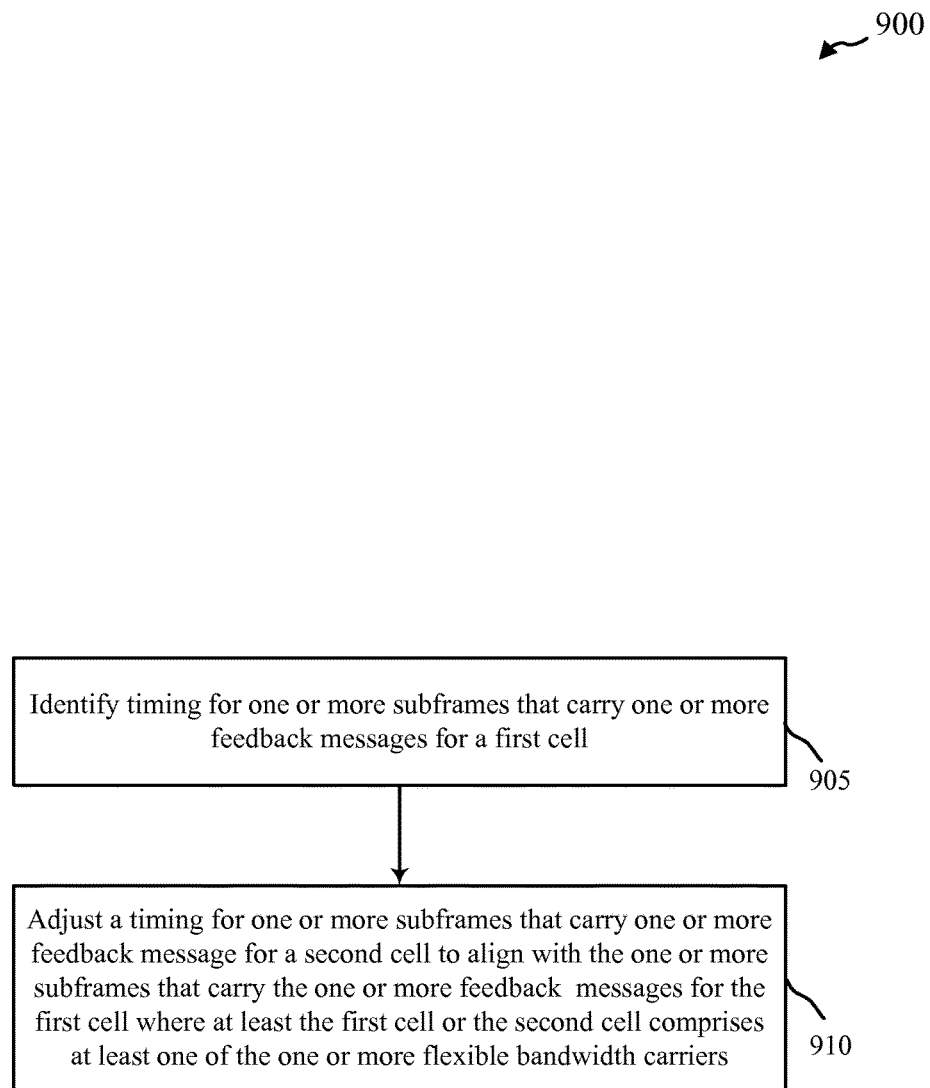 900
Identify timing for one or more subframes that carry one or more
feedback messages for a first cell
905
Adjust a timing for one or more subframes that carry one or more
feedback message for a second cell to align with the one or more
subframes that carry the one or more feedback messages for the
first cell where at least the first cell or the second cell comprises
at least one of the one or more flexible bandwidth carriers
910